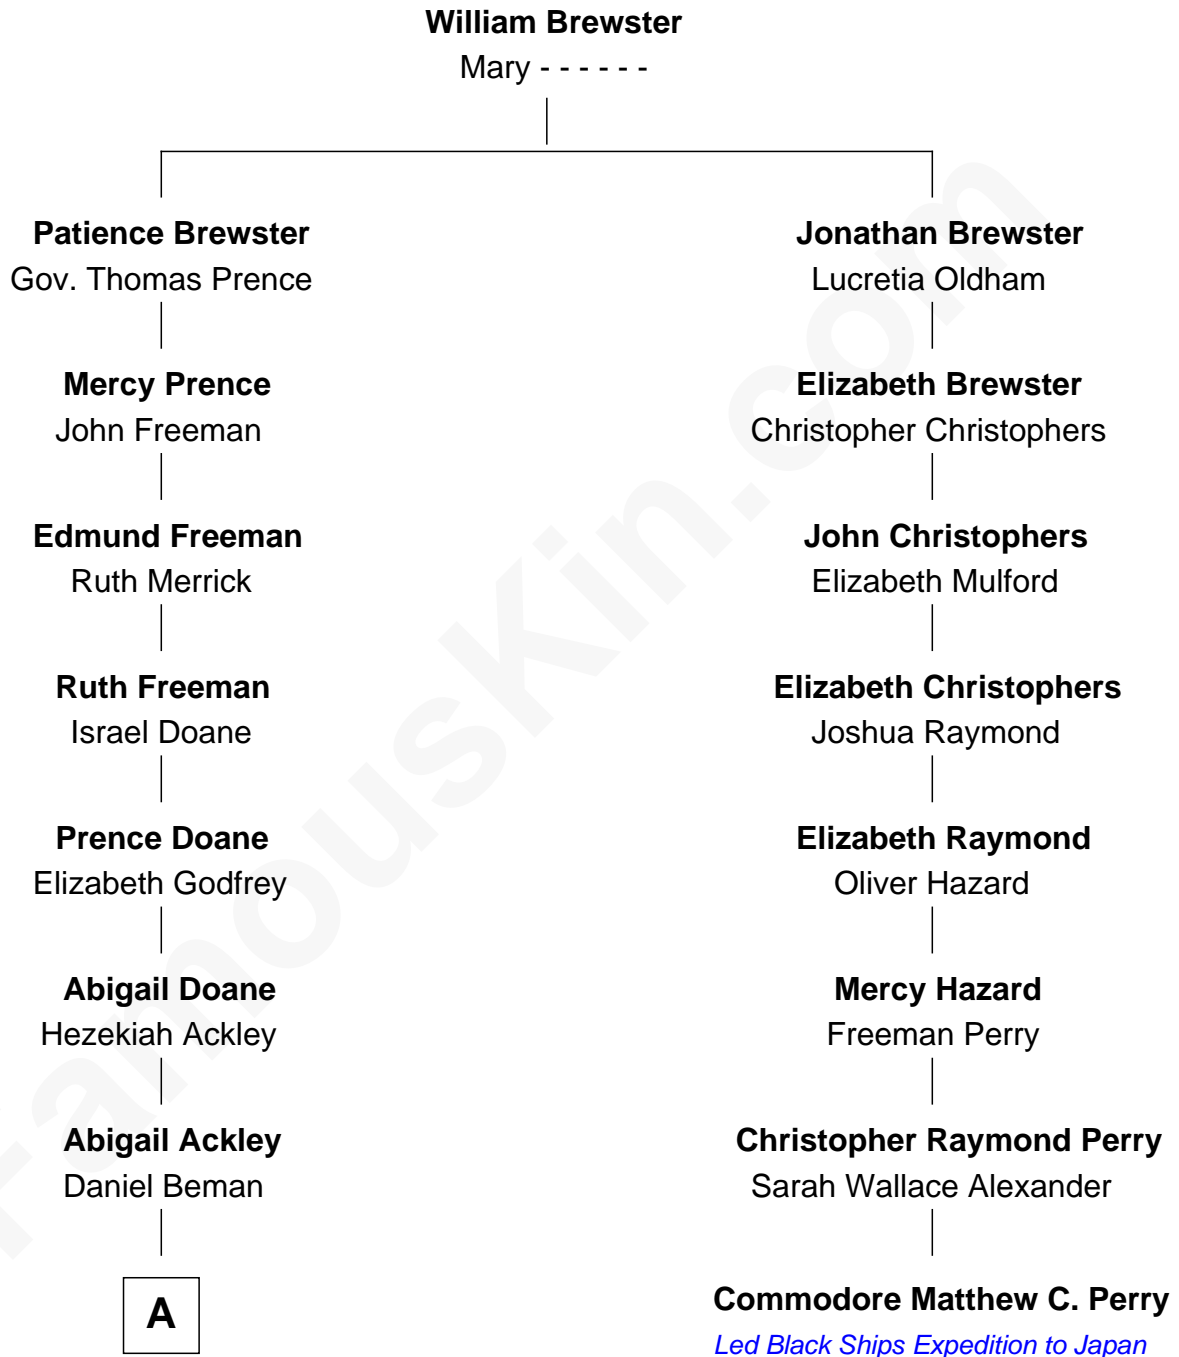 William Brewster
Mary - - - - - -
Patience Brewster
Gov. Thomas Prence
Jonathan Brewster
Lucretia Oldham
Mercy Prence
John Freeman
Elizabeth Brewster
Christopher Christophers
Edmund Freeman
Ruth Merrick
John Christophers
Elizabeth Mulford
Ruth Freeman
Israel Doane
Elizabeth Christophers
Joshua Raymond
Prence Doane
Elizabeth Godfrey
Elizabeth Raymond
Oliver Hazard
Abigail Doane
Hezekiah Ackley
Mercy Hazard
Freeman Perry
Abigail Ackley
Daniel Beman
Christopher Raymond Perry
Sarah Wallace Alexander
A
Commodore Matthew C. Perry
Led Black Ships Expedition to Japan
FamousKin.com